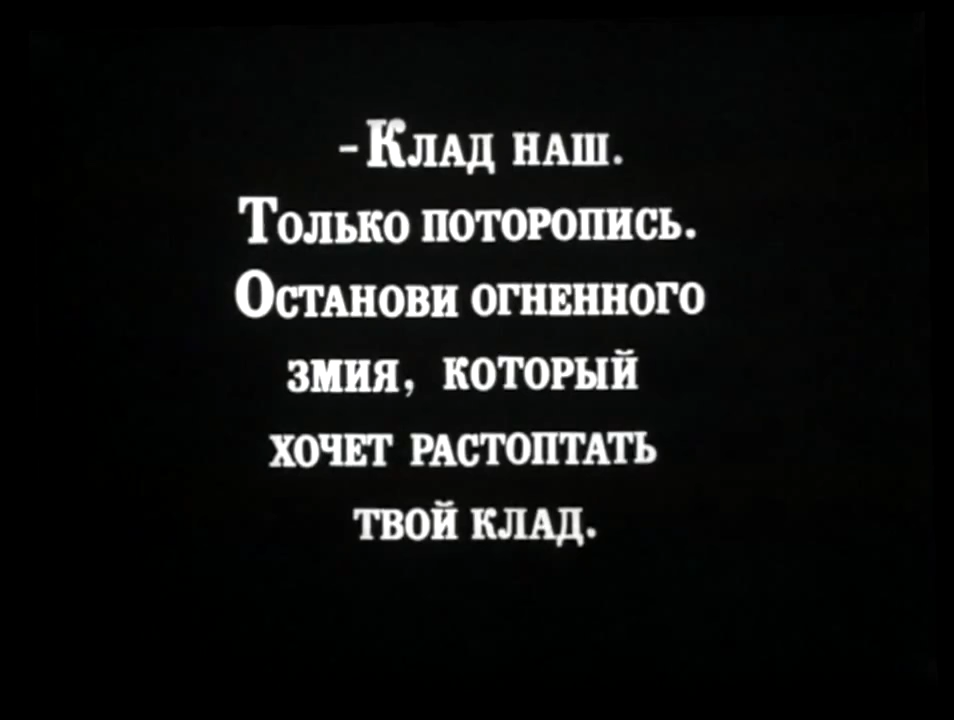 -Клад наш.
Только поторопись.
Останови огненного
змия, который
хочет растоптать
твой клад.